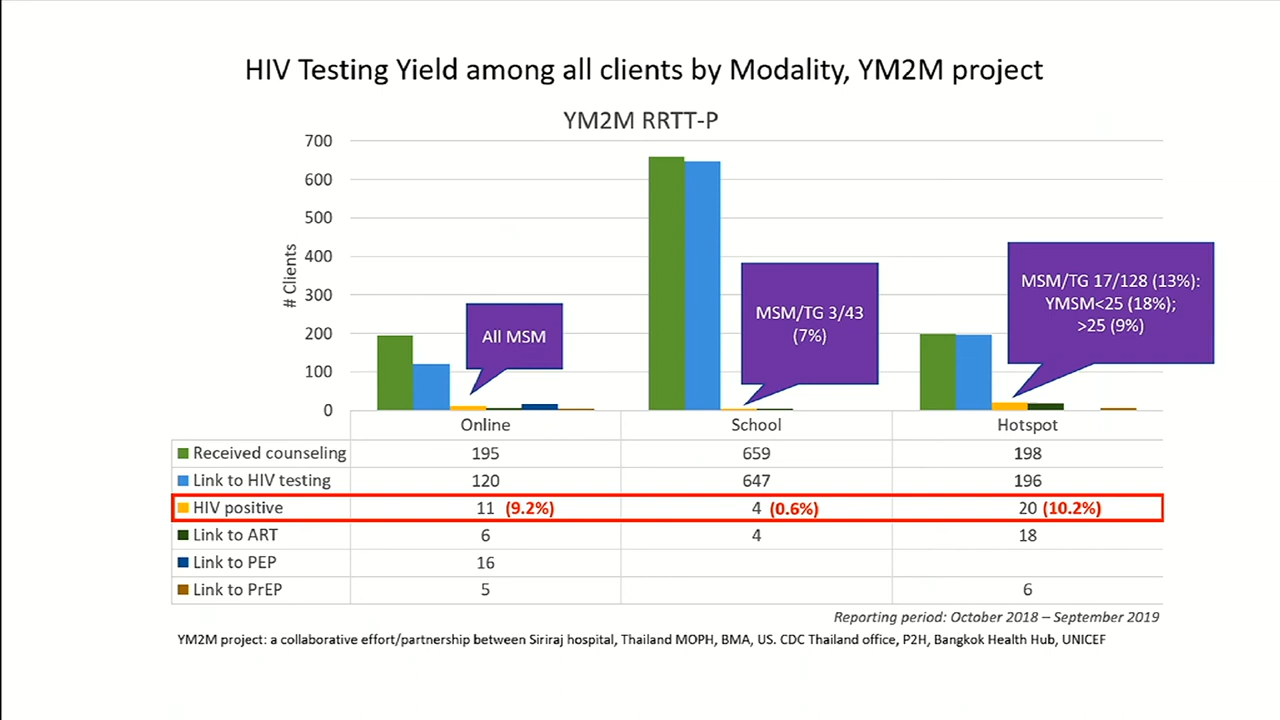 HIV Testing Yield among all clients by Modality, YM2M project
YM2M RRTT-P
# Clients
700
600
500
400
300
200
100
0
All MSM
MSM/TG 3/43
(7%)
MSM/TG 17/128 (13%):
YMSM<25 (18%);
>25 (9%)
Online School Hotspot
Received counseling 195 659 198
Link to HIV testing 120 647 196
HIV positive 11 (9.2%) 4 (0.6%) 20 (10.2%)
Link to ART 6 4 18
Link to PEP 16
Link to PrEP 5 6
Reporting period: October 2018 – September 2019
YM2M project: a collaborative effort/partnership between Siriraj hospital, Thailand MOPH, BMA, US. CDC Thailand office, P2H, Bangkok Health Hub, UNICEF